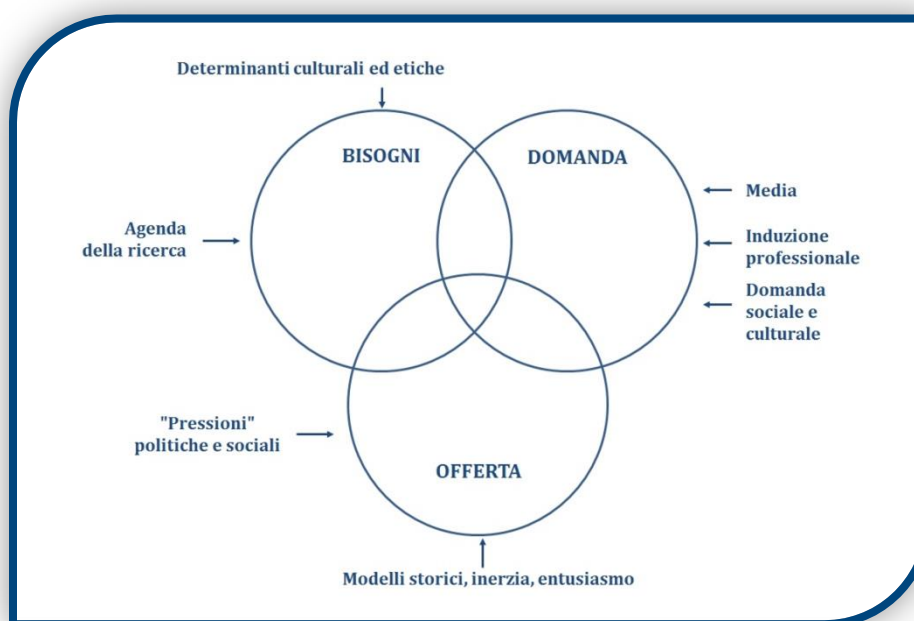 Determinanti culturali ed etiche
BISOGNI
DOMANDA
Media
Agenda
della ricerca
Induzione
professionale
Domanda
sociale e
culturale
"Pressioni"
politiche e sociali
OFFERTA
Modelli storici, inerzia, entusiasmo